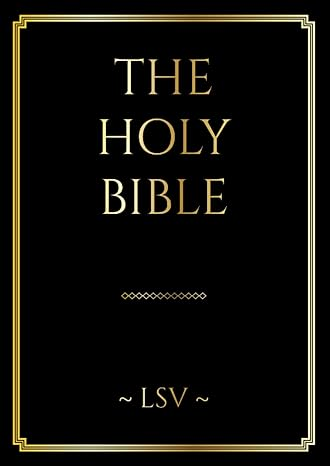 THE
HOLY
BIBLE
~ LSV ~